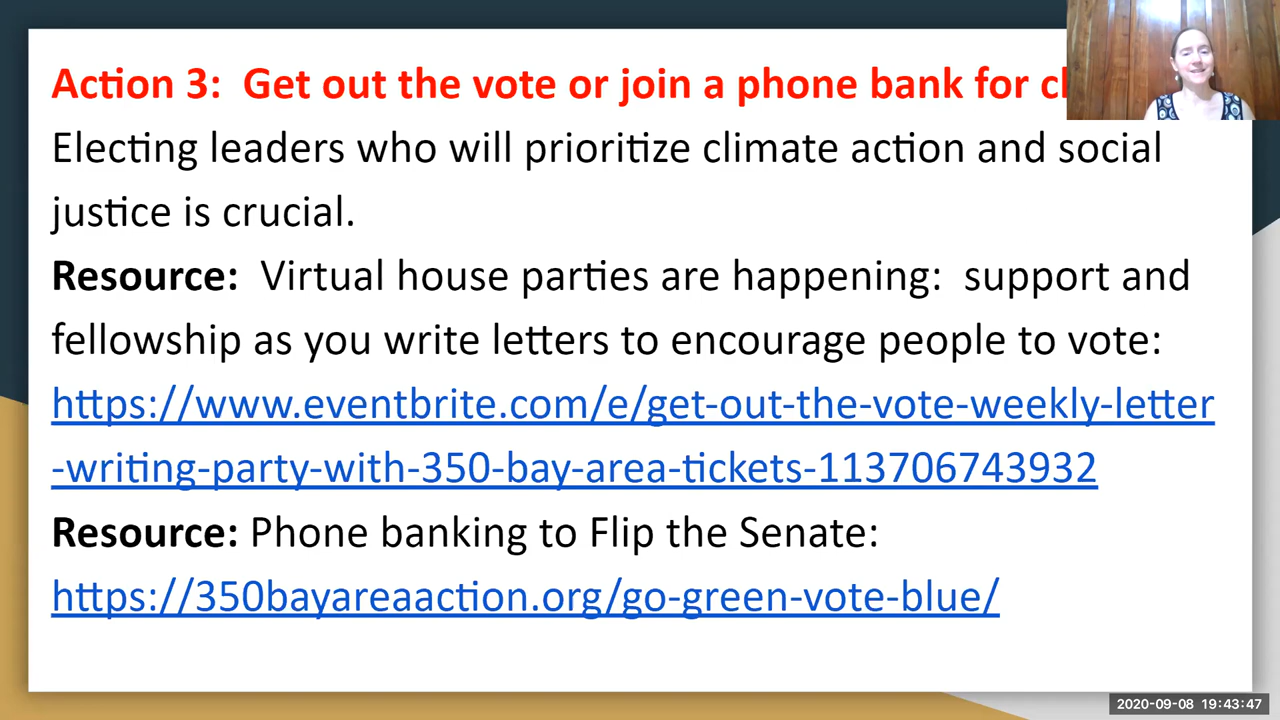 Action 3:  Get out the vote or join a phone bank for
Electing leaders who will prioritize climate action and social
justice is crucial.
Resource:  Virtual house parties are happening:  support and
fellowship as you write letters to encourage people to vote:
https://www.eventbrite.com/e/get-out-the-vote-weekly-letter
-writing-party-with-350-bay-area-tickets-113706743932
Resource: Phone banking to Flip the Senate:
https://350bayareaaction.org/go-green-vote-blue/
2020-09-08  19:43:47